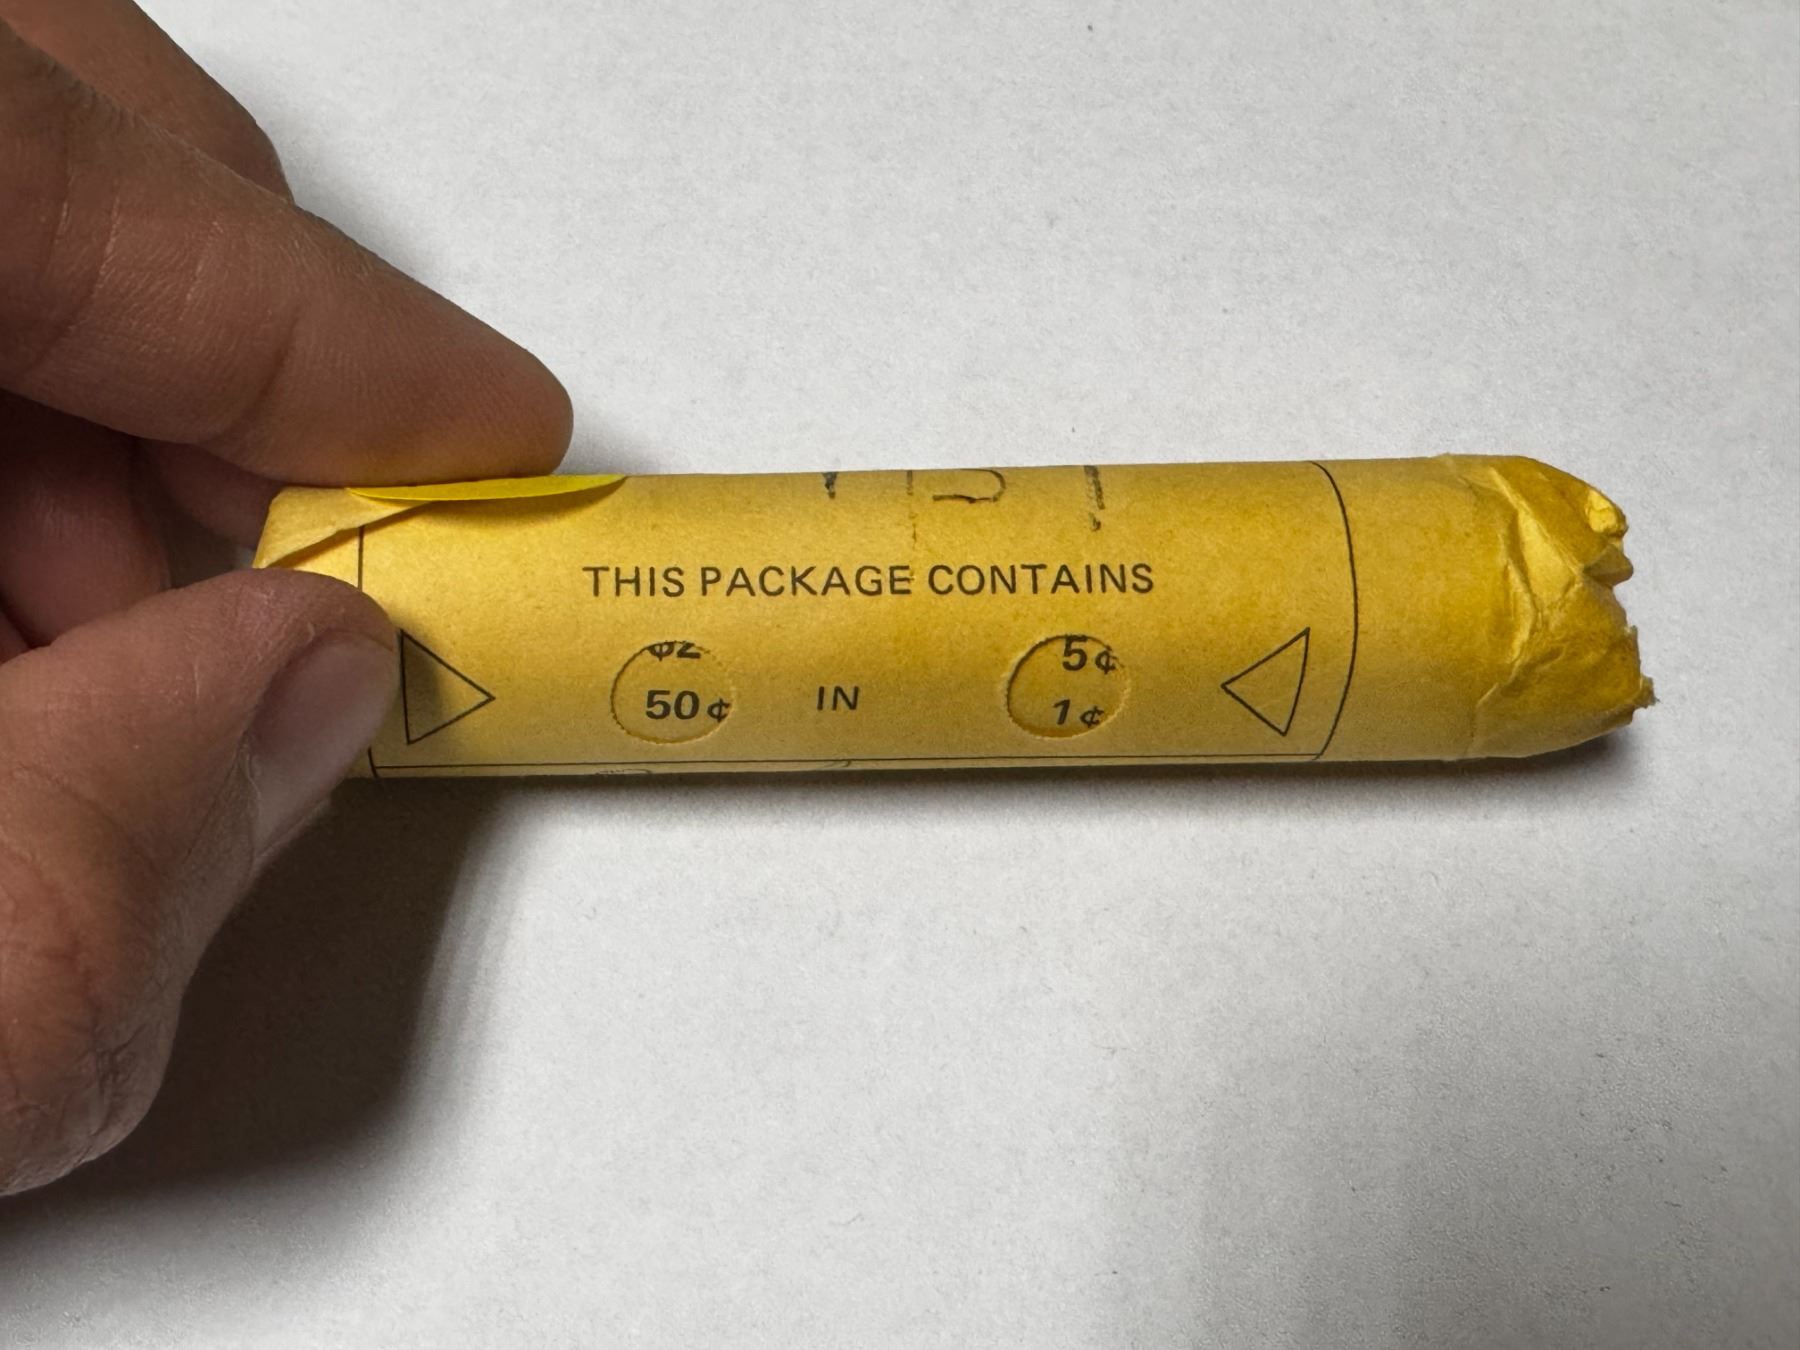 THIS PACKAGE CONTAINS
5¢
50¢ IN 1¢